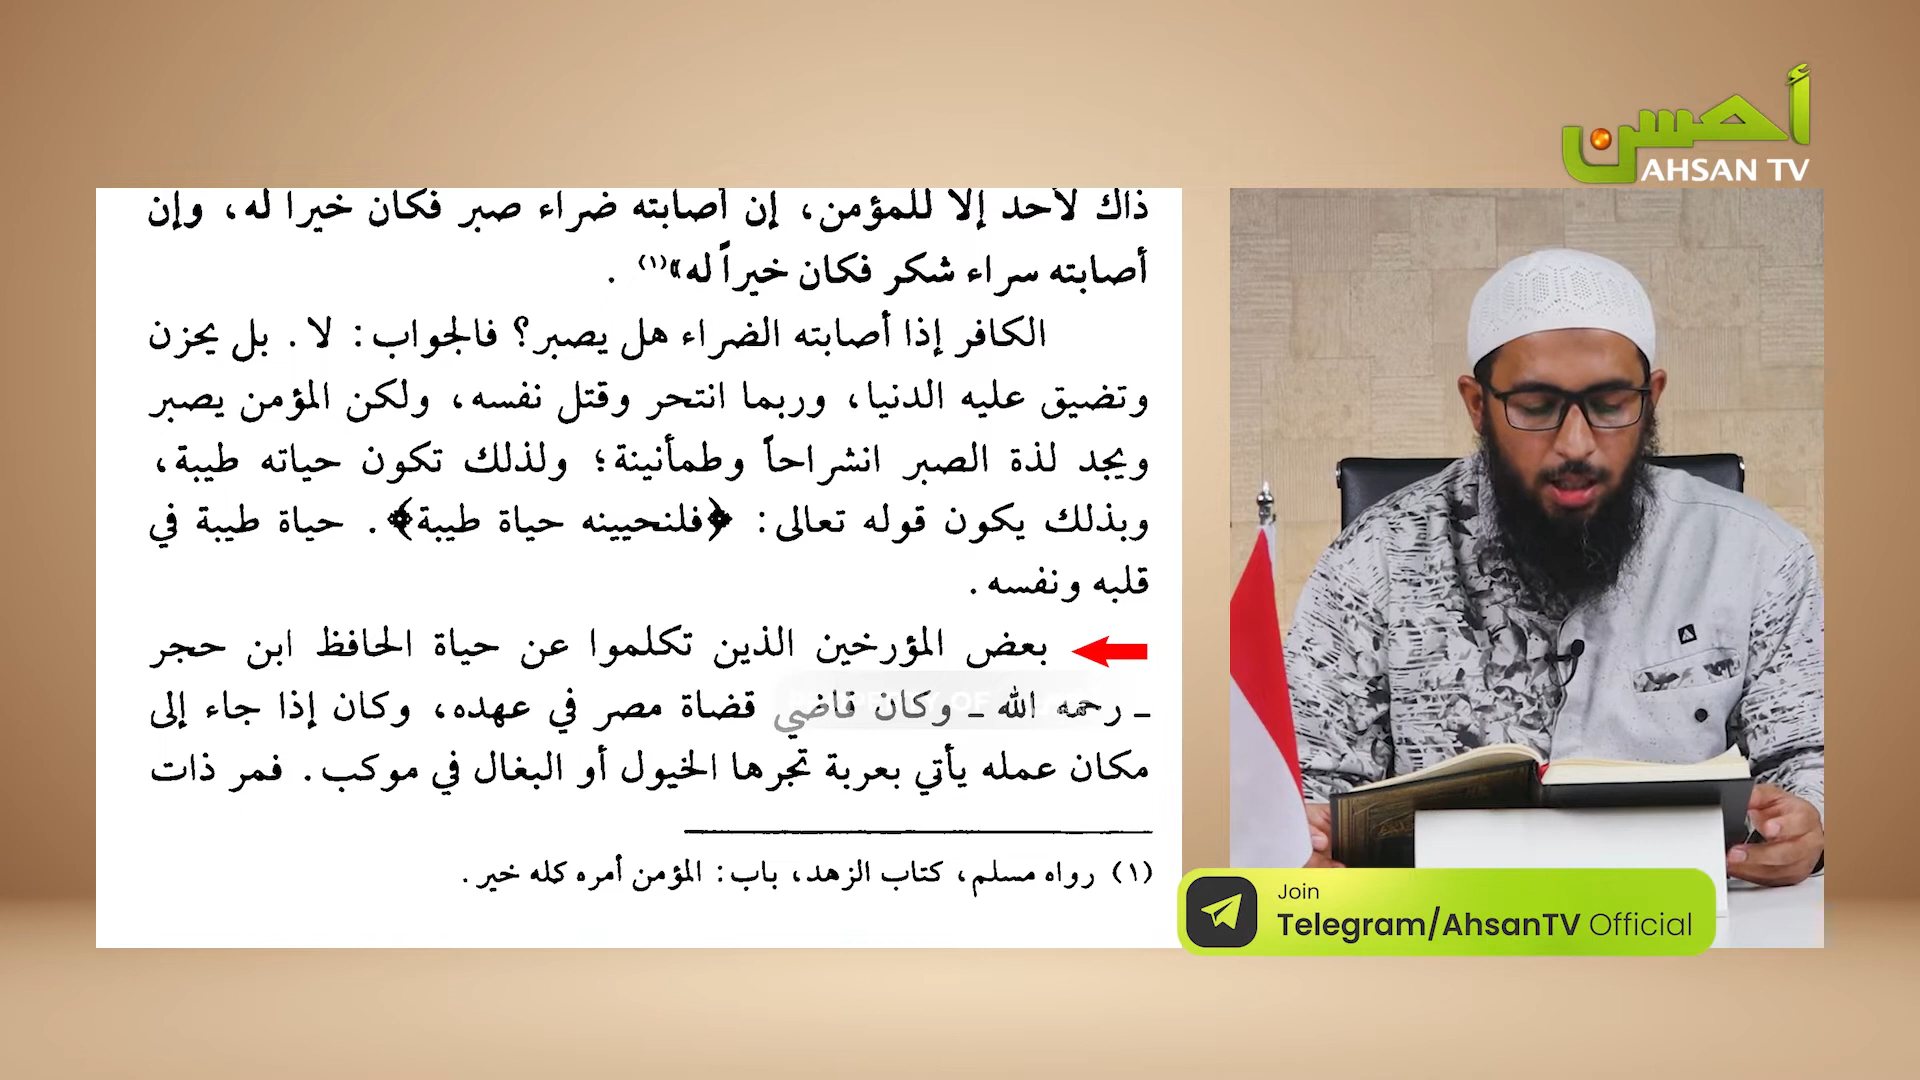 أحسن
AHSAN TV
ذاك لأحد إلا للمؤمن، إن أصابته ضراء صبر فكان خيراً له، وإن
أصابته سراء شكر فكان خيراً له»(١) .
الكافر إذا أصابته الضراء هل يصبر؟ فالجواب: لا . بل يحزن
وتضيق عليه الدنيا، وربما انتحر وقتل نفسه، ولكن المؤمن يصبر
ويجد لذة الصبر انشراحاً وطمأنينة؛ ولذلك تكون حياته طيبة،
وبذلك يكون قوله تعالى: ﴿فلنحيينه حياة طيبة﴾ . حياة طيبة في
قلبه ونفسه .
بعض المؤرخين الذين تكلموا عن حياة الحافظ ابن حجر
ـ رحمه الله ـ وكان قاضي قضاة مصر في عهده، وكان إذا جاء إلى
مكان عمله يأتي بعربة تجرها الخيول أو البغال في موكب . فمر ذات
(١) رواه مسلم، كتاب الزهد، باب: المؤمن أمره كله خير .
PROPERTY OF
Join
Telegram/AhsanTV Official